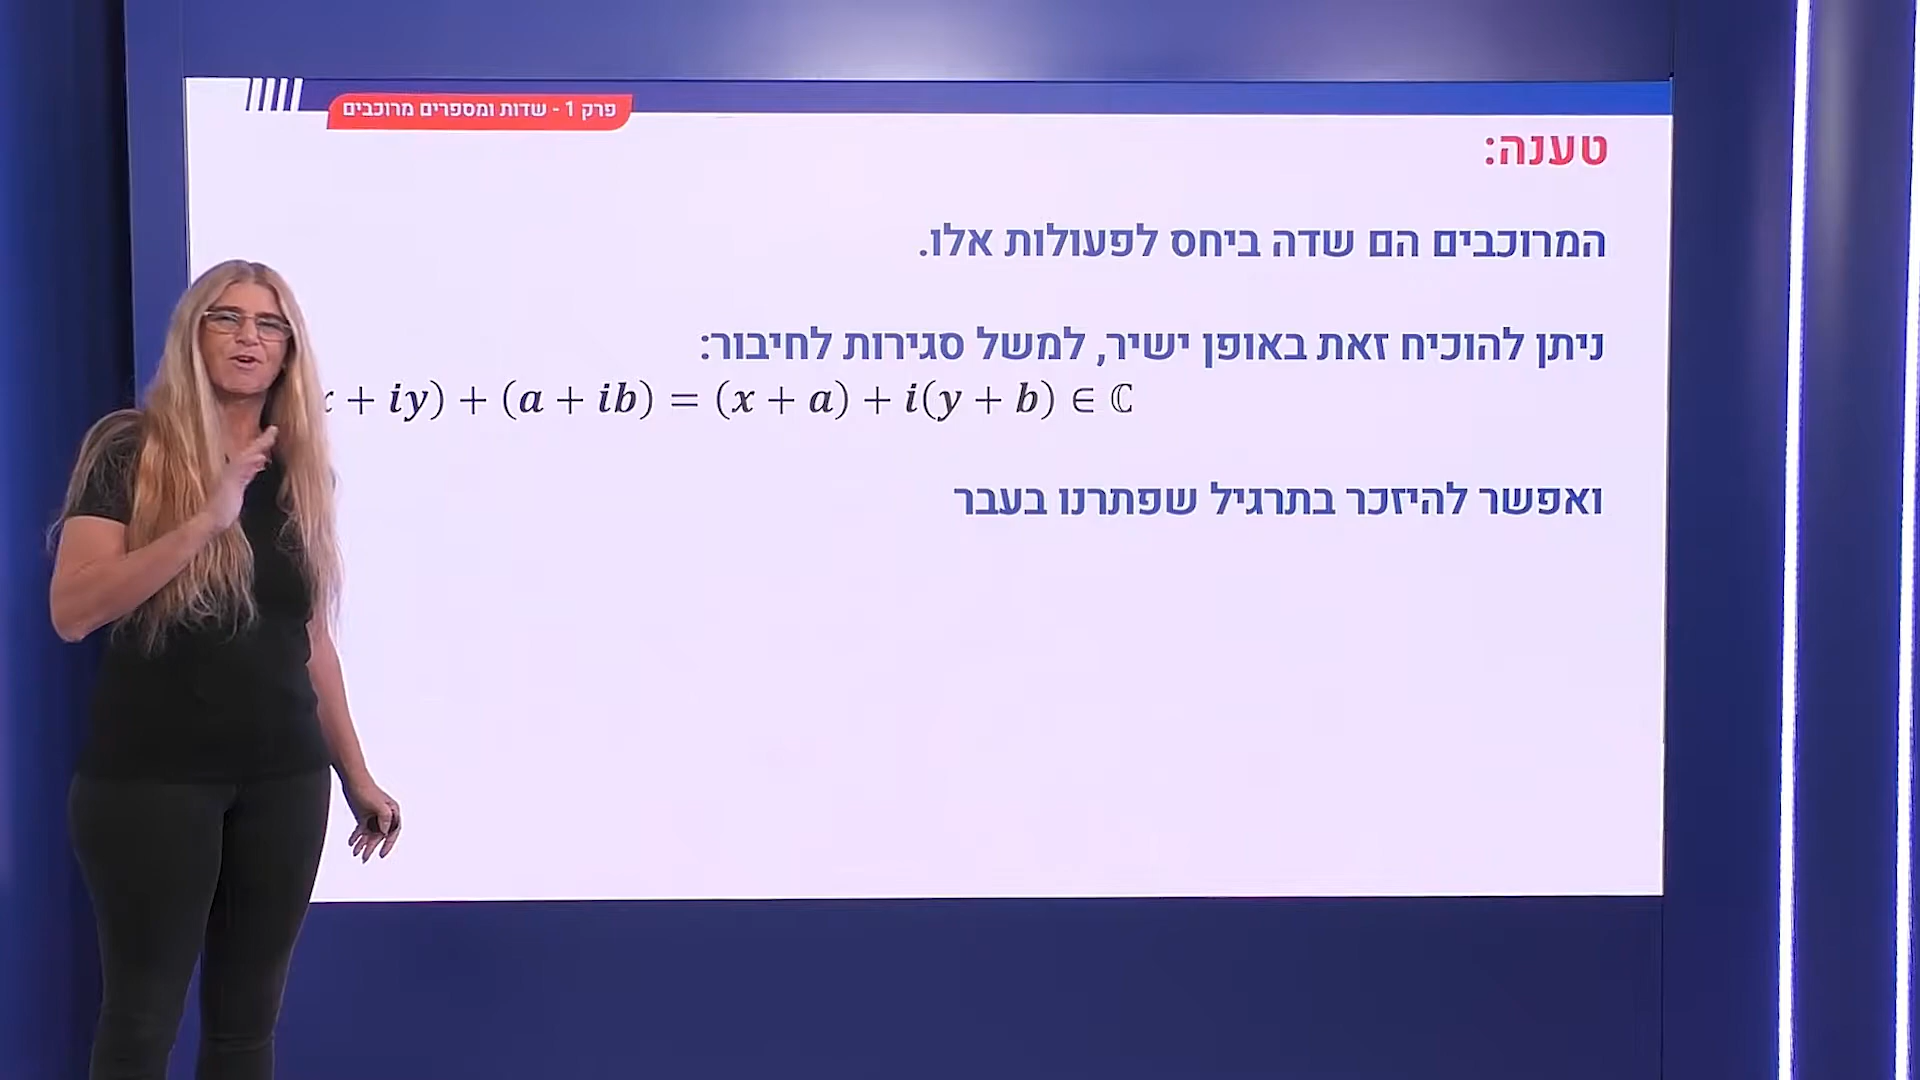 פרק 1 - שדות ומספרים מרוכבים
טענה:
המרוכבים הם שדה ביחס לפעולות אלו.
ניתן להוכיח זאת באופן ישיר, למשל סגירות לחיבור:
+ iy) + (a + ib) = (x + a) + i(y + b) ∈ ℂ
ואפשר להיזכר בתרגיל שפתרנו בעבר